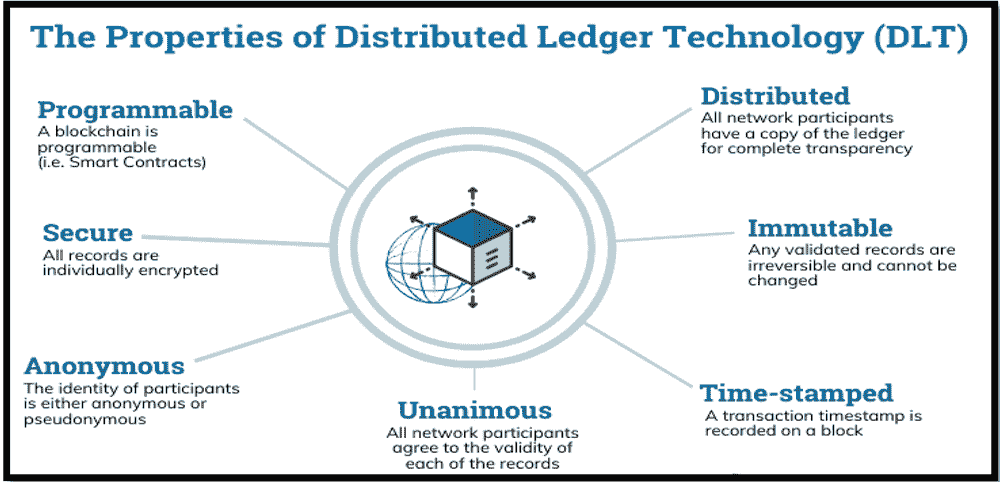 The Properties of Distributed Ledger Technology (DLT)
Programmable
A blockchain is
programmable
(i.e. Smart Contracts)
Secure
All records are
individually encrypted
Anonymous
The identity of participants
is either anonymous or
pseudonymous
Unanimous
All network participants
agree to the validity of
each of the records
Distributed
All network participants
have a copy of the ledger
for complete transparency
Immutable
Any validated records are
irreversible and cannot be
changed
Time-stamped
A transaction timestamp is
recorded on a block